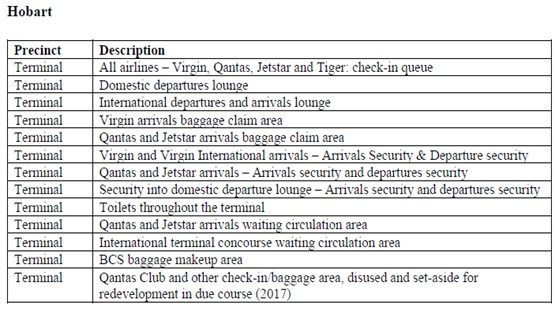 Hobart
Precinct Description
Terminal All airlines – Virgin, Qantas, Jetstar and Tiger: check-in queue
Terminal Domestic departures lounge
Terminal International departures and arrivals lounge
Terminal Virgin arrivals baggage claim area
Terminal Qantas and Jetstar arrivals baggage claim area
Terminal Virgin and Virgin International arrivals – Arrivals Security & Departure security
Terminal Qantas and Jetstar arrivals – Arrivals security and departures security
Terminal Security into domestic departure lounge – Arrivals security and departures security
Terminal Toilets throughout the terminal
Terminal Qantas and Jetstar arrivals waiting circulation area
Terminal International terminal concourse waiting circulation area
Terminal BCS baggage makeup area
Terminal Qantas Club and other check-in/baggage area, disused and set-aside for
redevelopment in due course (2017)